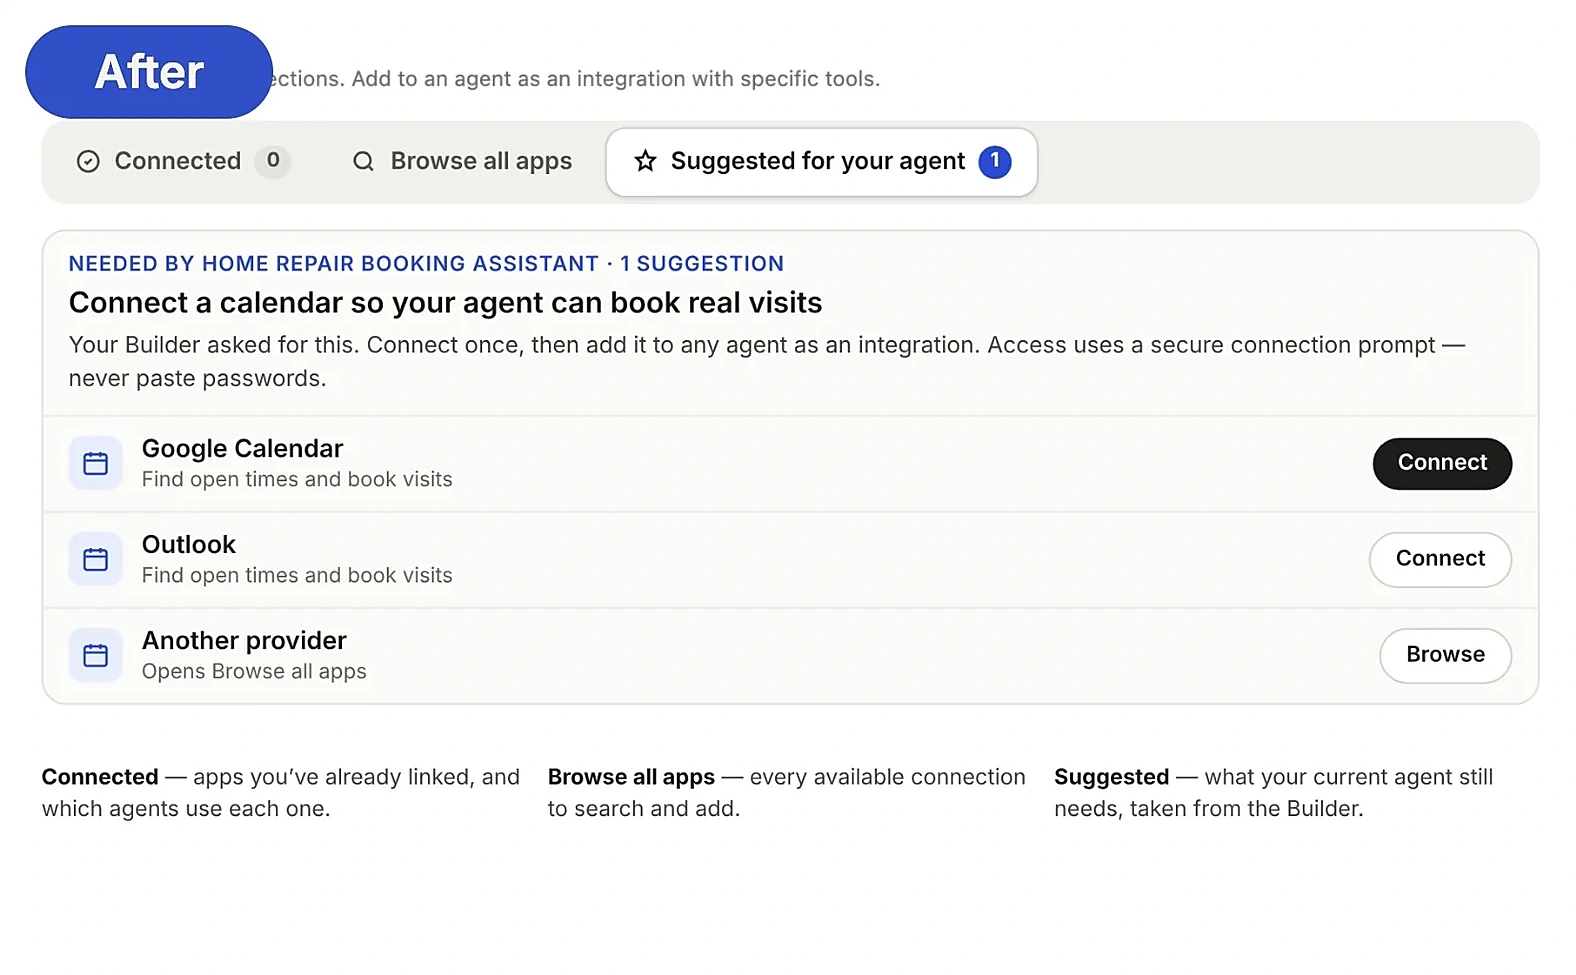 After
ections. Add to an agent as an integration with specific tools.
Connected 0 Browse all apps Suggested for your agent 1
NEEDED BY HOME REPAIR BOOKING ASSISTANT · 1 SUGGESTION
Connect a calendar so your agent can book real visits
Your Builder asked for this. Connect once, then add it to any agent as an integration. Access uses a secure connection prompt —
never paste passwords.
Google Calendar
Find open times and book visits
Connect
Outlook
Find open times and book visits
Connect
Another provider
Opens Browse all apps
Browse
Connected — apps you’ve already linked, and
which agents use each one.
Browse all apps — every available connection
to search and add.
Suggested — what your current agent still
needs, taken from the Builder.